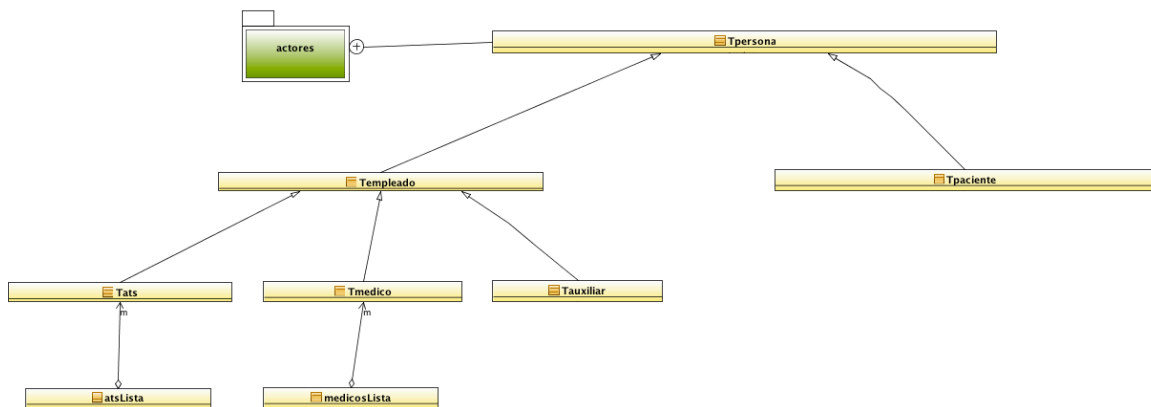 actores
Tpersona
Templeado
Tpaciente
Tats
Tmedico
Tauxiliar
m
m
atsLista
medicosLista